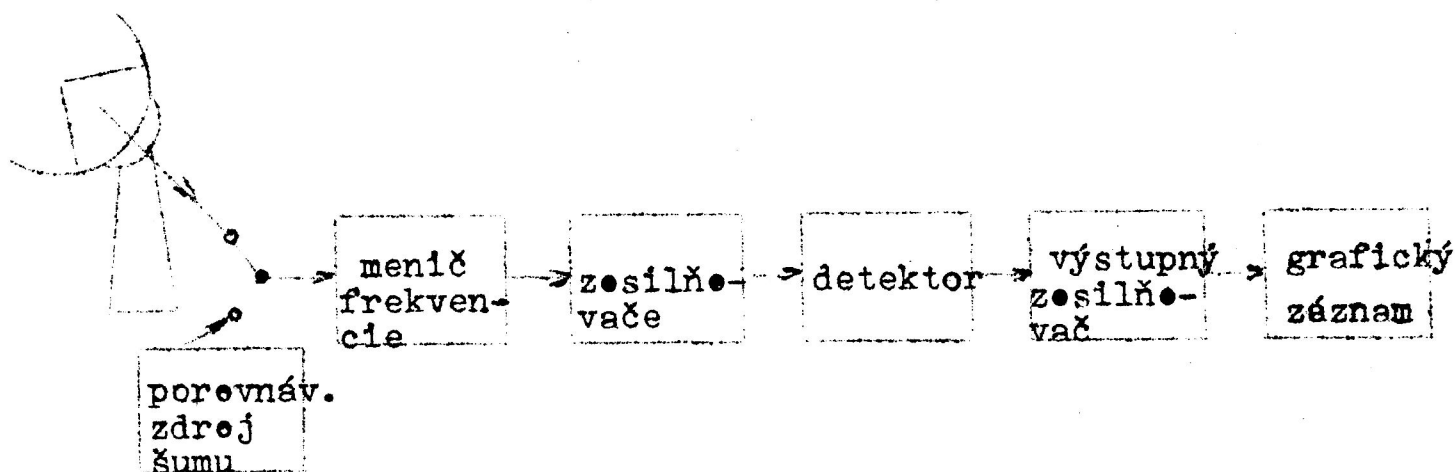 menič
frekven-
cie
zosilňo-
vače
detektor
výstupný
zosilňo-
vač
grafický
záznam
porovnáv.
zdroj
šumu